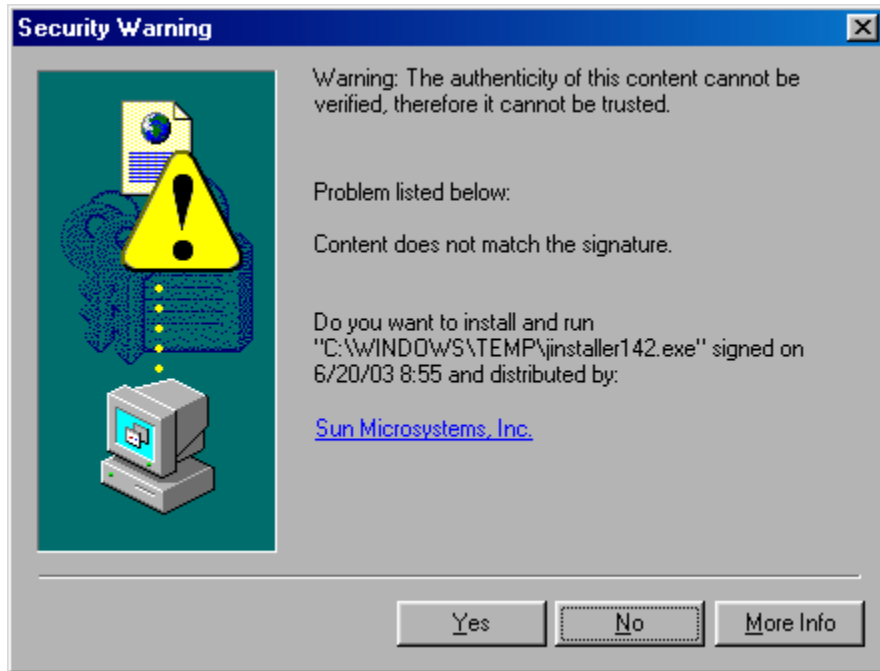 Security Warning
Warning: The authenticity of this content cannot be
verified, therefore it cannot be trusted.
Problem listed below:
Content does not match the signature.
Do you want to install and run
"C:\WINDOWS\TEMP\jinstaller142.exe" signed on
6/20/03 8:55 and distributed by:
Sun Microsystems, Inc.
Yes No More Info